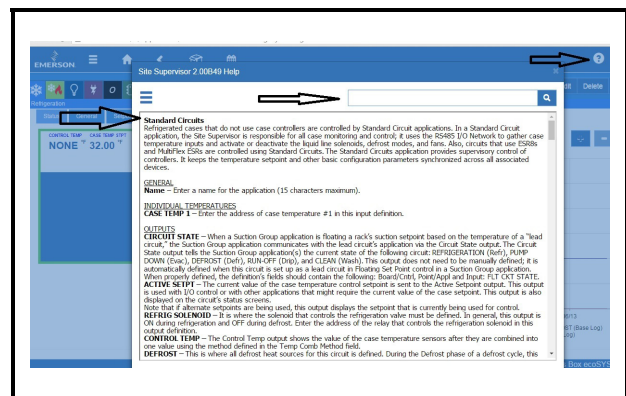 EMERSON
Site Supervisor 2.00B49 Help
Edit Delete
Refrigeration
Status General
CONTROL TEMP CASE TEMP STPT
NONE °F 32.00 °F
Standard Circuits
Refrigerated cases that do not use case controllers are controlled by Standard Circuit applications. In a Standard Circuit
application, the Site Supervisor is responsible for all case monitoring and control; it uses the RS485 I/O Network to gather case
temperature inputs and activate or deactivate the liquid line solenoids, defrost modes, and fans. Also, circuits that use ESR8s
and MultiFlex ESRs are controlled using Standard Circuits. The Standard Circuits application provides supervisory control of
controllers. It keeps the temperature setpoint and other basic configuration parameters synchronized across all associated
devices.
GENERAL
Name – Enter a name for the application (15 characters maximum).
INDIVIDUAL TEMPERATURES
CASE TEMP 1 – Enter the address of case temperature #1 in this input definition.
OUTPUTS
CIRCUIT STATE – When a Suction Group application is floating a rack's suction setpoint based on the temperature of a "lead
circuit," the Suction Group application communicates with the lead circuit's application via the Circuit State output. The Circuit
State output tells the Suction Group application(s) the current state of the following circuit: REFRIGERATION (Refr), PUMP
DOWN (Evac), DEFROST (Defr), RUN-OFF (Drip), and CLEAN (Wash). This output does not need to be manually defined; it is
automatically defined when this circuit is set up as a lead circuit in Floating Set Point control in a Suction Group application.
When properly defined, the definition's fields should contain the following: Board/Cntrl, Point/Appl and Input: FLT CKT STATE.
ACTIVE SETPT – The current value of the case temperature control setpoint is sent to the Active Setpoint output. This output
is used with I/O control or with other applications that might require the current value of the case setpoint. This output is also
displayed on the circuit's status screens.
Note that if alternate setpoints are being used, this output displays the setpoint that is currently being used for control.
REFRIG SOLENOID – It is where the solenoid that controls the refrigeration valve must be defined. In general, this output is
ON during refrigeration and OFF during defrost. Enter the address of the relay that controls the refrigeration solenoid in this
output definition.
CONTROL TEMP – The Control Temp output shows the value of the case temperature sensors after they are combined into
one value using the method defined in the Temp Comb Method field.
DEFROST – This is where all defrost heat sources for this circuit is defined. During the Defrost phase of a defrost cycle, this
(Base Log)
Box ecoSYS